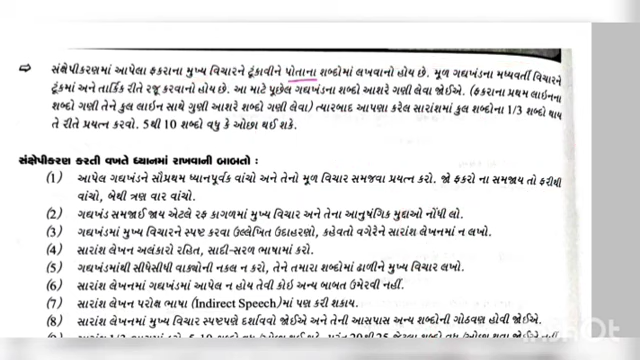 ⇨ સંક્ષેપીકરણમાં આપેલા ફકરાના મુખ્ય વિચારને ટૂંકાવીને પોતાના શબ્દોમાં લખવાનો હોય છે. મૂળ ગદ્યખંડના મધ્યવર્તી વિચારને
ટૂંકમાં અને તાર્કિક રીતે રજૂ કરવાનો હોય છે. આ માટે પૂછેલ ગદ્યખંડના શબ્દો આશરે ગણી લેવા જોઈએ. (ફકરાના પ્રથમ લાઇનના
શબ્દો ગણી તેને કુલ લાઇન સાથે ગુણી આશરે શબ્દો ગણી લેવા) ત્યારબાદ આપણા કરેલ સારાંશમાં કુલ શબ્દોના 1/3 શબ્દ થાય
તે રીતે પ્રયત્ન કરવો. 5થી 10 શબ્દો વધુ કે ઓછા થઈ શકે.
સંક્ષેપીકરણ કરતી વખતે ધ્યાનમાં રાખવાની બાબતો :
(1) આપેલ ગદ્યખંડને સૌપ્રથમ ધ્યાનપૂર્વક વાંચો અને તેનો મૂળ વિચાર સમજવા પ્રયત્ન કરો. જો ફકરો ના સમજાય તો ફરીથી
વાંચો, બેથી ત્રણ વાર વાંચો.
(2) ગદ્યખંડ સમજાઈ જાય એટલે રફ કાગળમાં મુખ્ય વિચાર અને તેના આનુષંગિક મુદ્દાઓ નોંધી લો.
(3) ગદ્યખંડમાં મુખ્ય વિચારને સ્પષ્ટ કરવા ઉલ્લેખિત ઉદાહરણો, કહેવતો વગેરેને સારાંશ લેખનમાં ન લખો.
(4) સારાંશ લેખન અલંકારો રહિત, સાદી-સરળ ભાષામાં કરો.
(5) ગદ્યખંડમાંથી સીધેસીધી વાક્યોની નકલ ન કરો, તેને તમારા શબ્દોમાં ઢાળીને મુખ્ય વિચાર લખો.
(6) સારાંશ લેખનમાં ગદ્યખંડમાં આપેલ ન હોય તેવી કોઈ અન્ય બાબત ઉમેરવી નહીં.
(7) સારાંશ લેખન પરોક્ષ ભાષા (Indirect Speech)માં પણ કરી શકાય.
(8) સારાંશ લેખનમાં મુખ્ય વિચાર સ્પષ્ટપણે દર્શાવવો જોઈએ અને તેની આસપાસ અન્ય શબ્દોની ગોઠવણ હોવી જોઈએ.